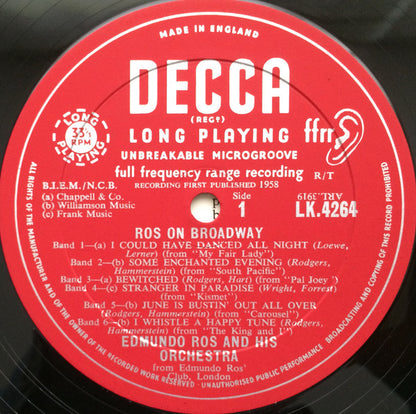 MADE IN ENGLAND
DECCA
(REGD)
LONG PLAYING
LONG PLAYING 33⅓ RPM
ffrr
UNBREAKABLE MICROGROOVE
full frequency range recording R/T
RECORDING FIRST PUBLISHED 1958
B.I.E.M./N.C.B.
(a) Chappell & Co.
(b) Williamson Music
(c) Frank Music
Side
1
ARL.3916
LK.4264
ROS ON BROADWAY
Band 1—(a) I COULD HAVE DANCED ALL NIGHT (Loewe,
Lerner) (from "My Fair Lady")
Band 2—(b) SOME ENCHANTED EVENING (Rodgers,
Hammerstein) (from "South Pacific")
Band 3—(a) BEWITCHED (Rodgers, Hart) (from "Pal Joey")
Band 4—(c) STRANGER IN PARADISE (Wright, Forrest)
(from "Kismet")
Band 5—(b) JUNE IS BUSTIN' OUT ALL OVER
(Rodgers, Hammerstein) (from "Carousel")
Band 6—(b) I WHISTLE A HAPPY TUNE (Rodgers,
Hammerstein) (from "The King and I")
EDMUNDO ROS AND HIS
ORCHESTRA
from Edmundo Ros'
Club, London
ALL RIGHTS OF THE MANUFACTURER AND OF THE OWNER OF THE RECORDED WORK RESERVED · UNAUTHORISED PUBLIC PERFORMANCE, BROADCASTING AND COPYING OF THIS RECORD PROHIBITED